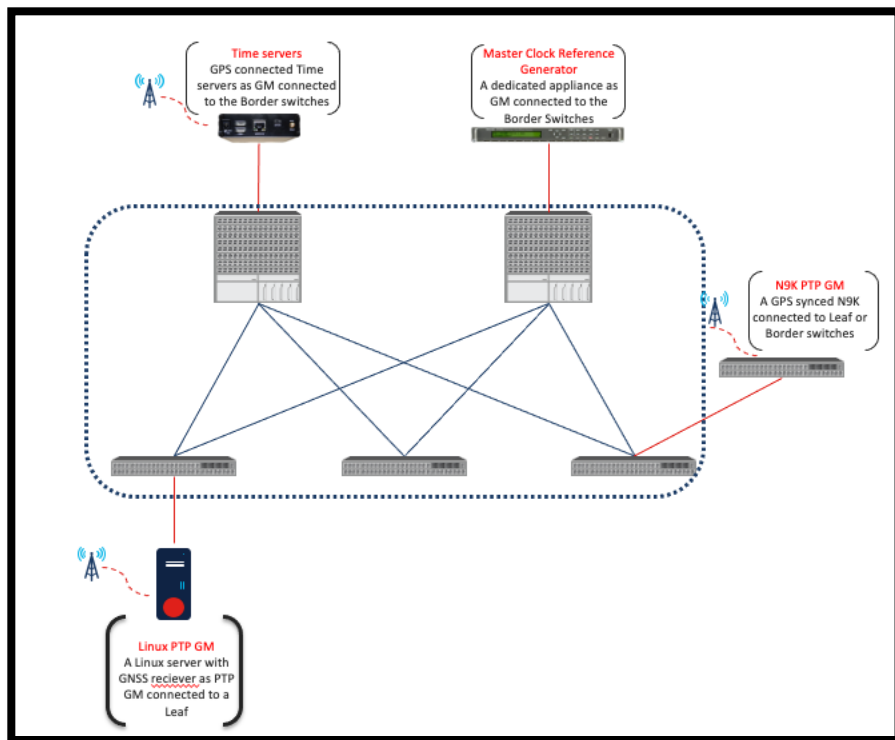 Time servers
GPS connected Time
servers as GM connected
to the Border switches
Master Clock Reference
Generator
A dedicated appliance as
GM connected to the
Border Switches
N9K PTP GM
A GPS synced N9K
connected to Leaf or
Border switches
Linux PTP GM
A Linux server with
GNSS reciever as PTP
GM connected to a
Leaf